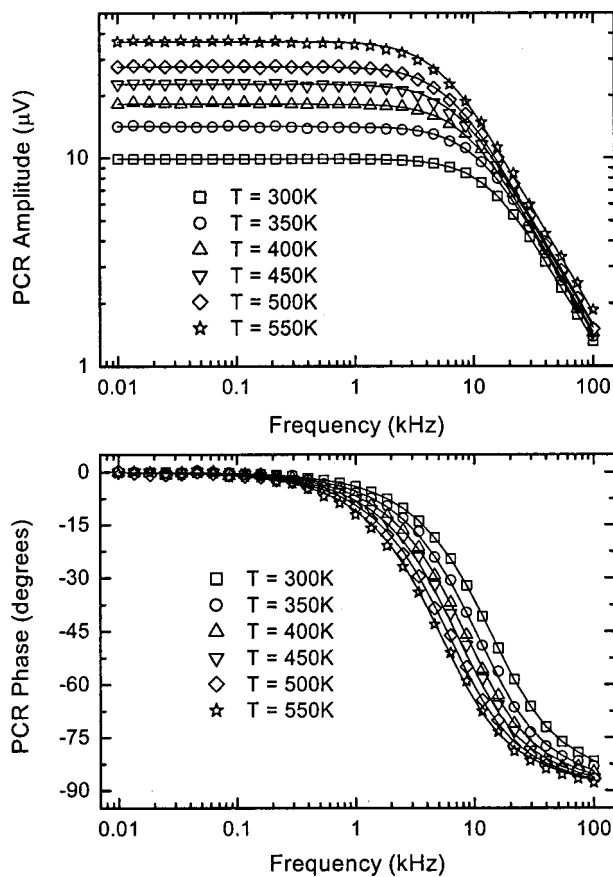 PCR Amplitude (μV)
10
1
□ T = 300K
○ T = 350K
△ T = 400K
▽ T = 450K
◇ T = 500K
☆ T = 550K
0.01 0.1 1 10 100
Frequency (kHz)
PCR Phase (degrees)
0
-15
-30
-45
-60
-75
-90
□ T = 300K
○ T = 350K
△ T = 400K
▽ T = 450K
◇ T = 500K
☆ T = 550K
0.01 0.1 1 10 100
Frequency (kHz)